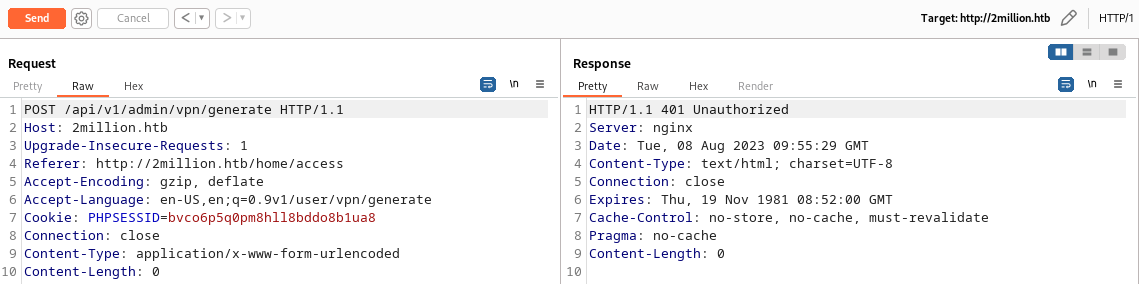 Send Cancel < > Target: http://2million.htb HTTP/1
Request
Pretty Raw Hex \n
1 POST /api/v1/admin/vpn/generate HTTP/1.1
2 Host: 2million.htb
3 Upgrade-Insecure-Requests: 1
4 Referer: http://2million.htb/home/access
5 Accept-Encoding: gzip, deflate
6 Accept-Language: en-US,en;q=0.9v1/user/vpn/generate
7 Cookie: PHPSESSID=bvco6p5q0pm8hll8bddo8b1ua8
8 Connection: close
9 Content-Type: application/x-www-form-urlencoded
10 Content-Length: 0
Response
Pretty Raw Hex Render \n
1 HTTP/1.1 401 Unauthorized
2 Server: nginx
3 Date: Tue, 08 Aug 2023 09:55:29 GMT
4 Content-Type: text/html; charset=UTF-8
5 Connection: close
6 Expires: Thu, 19 Nov 1981 08:52:00 GMT
7 Cache-Control: no-store, no-cache, must-revalidate
8 Pragma: no-cache
9 Content-Length: 0
10